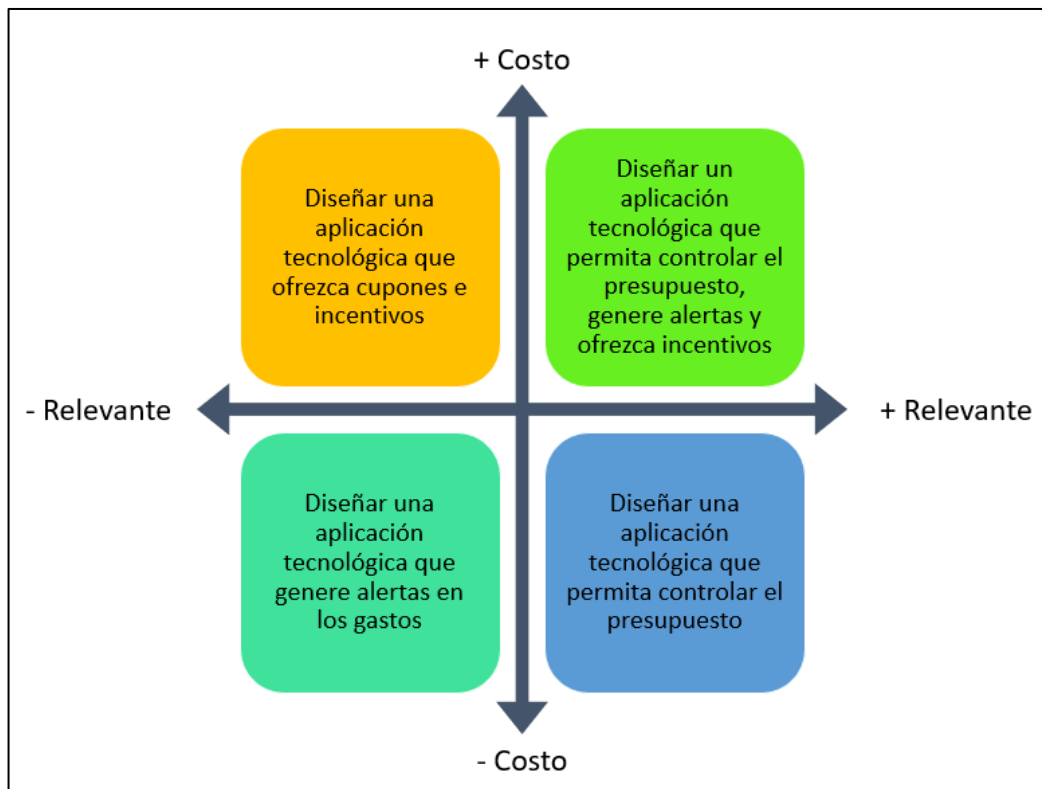 + Costo
Diseñar una
aplicación
tecnológica que
ofrezca cupones e
incentivos
Diseñar un
aplicación
tecnológica que
permita controlar el
presupuesto,
genere alertas y
ofrezca incentivos
- Relevante
+ Relevante
Diseñar una
aplicación
tecnológica que
genere alertas en
los gastos
Diseñar una
aplicación
tecnológica que
permita controlar el
presupuesto
- Costo